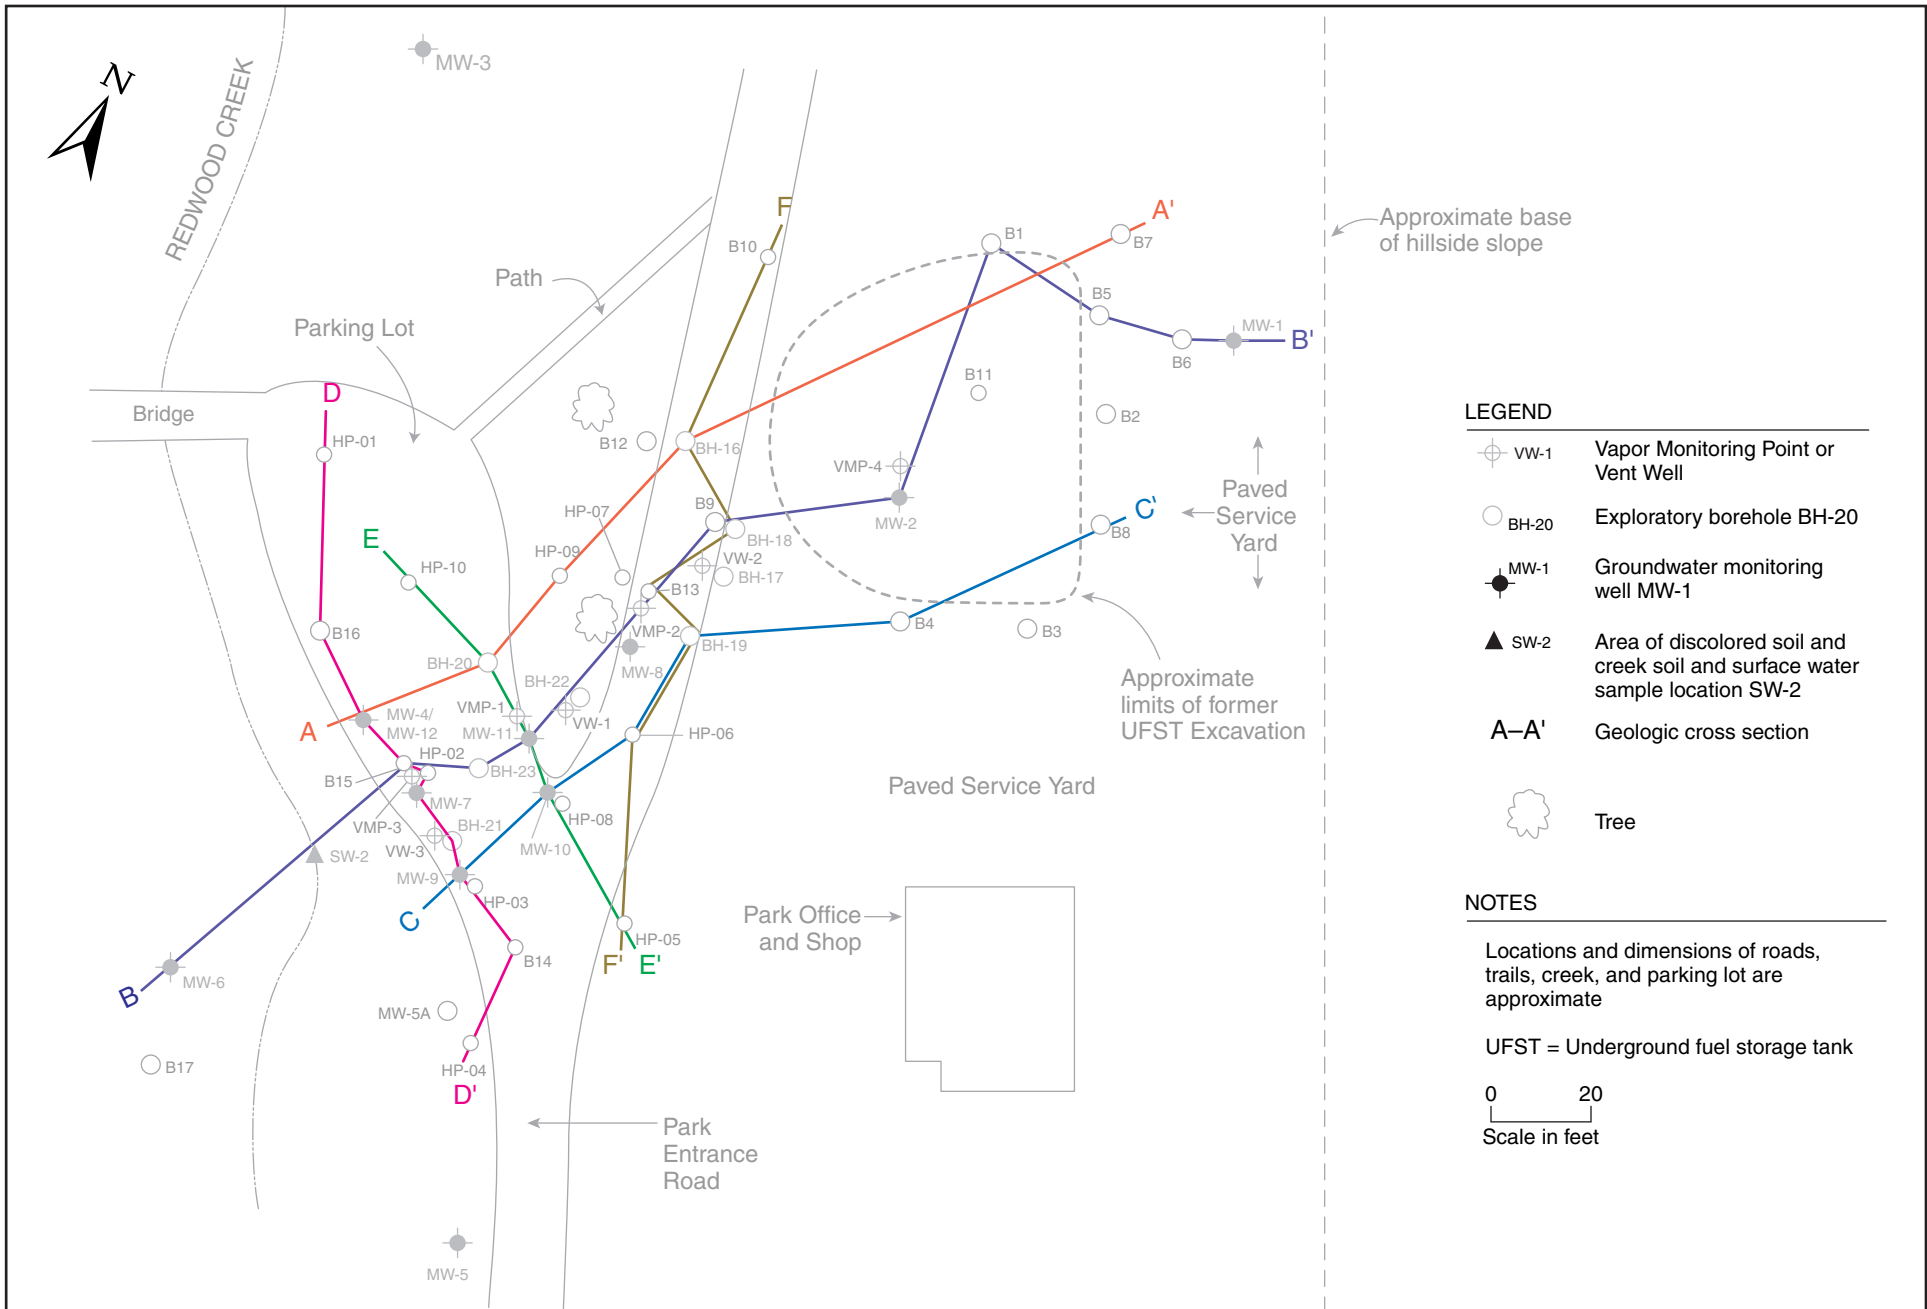 N
REDWOOD CREEK
MW-3
Path
Parking Lot
Bridge
F
B10
B1
A'
B7
Approximate base
of hillside slope
B5
MW-1
B'
B6
D
HP-01
B11
B2
B12
BH-16
VMP-4
MW-2
Paved
Service
Yard
C'
B8
B9
BH-18
HP-07
VW-2
BH-17
E
HP-10
HP-09
B13
VMP-2
BH-19
B4
B3
B16
BH-20
MW-8
BH-22
Approximate
limits of former
UFST Excavation
A
MW-4/
MW-12
VMP-1
MW-11
VW-1
HP-06
HP-02
BH-23
B15
MW-7
VMP-3
BH-21
VW-3
HP-08
MW-10
Paved Service Yard
SW-2
MW-9
HP-03
C
Park Office
and Shop
HP-05
F'
E'
B14
B
MW-6
MW-5A
B17
HP-04
D'
Park
Entrance
Road
MW-5
LEGEND
VW-1
Vapor Monitoring Point or
Vent Well
BH-20
Exploratory borehole BH-20
MW-1
Groundwater monitoring
well MW-1
SW-2
Area of discolored soil and
creek soil and surface water
sample location SW-2
A–A'
Geologic cross section
Tree
NOTES
Locations and dimensions of roads,
trails, creek, and parking lot are
approximate
UFST = Underground fuel storage tank
0 20
Scale in feet